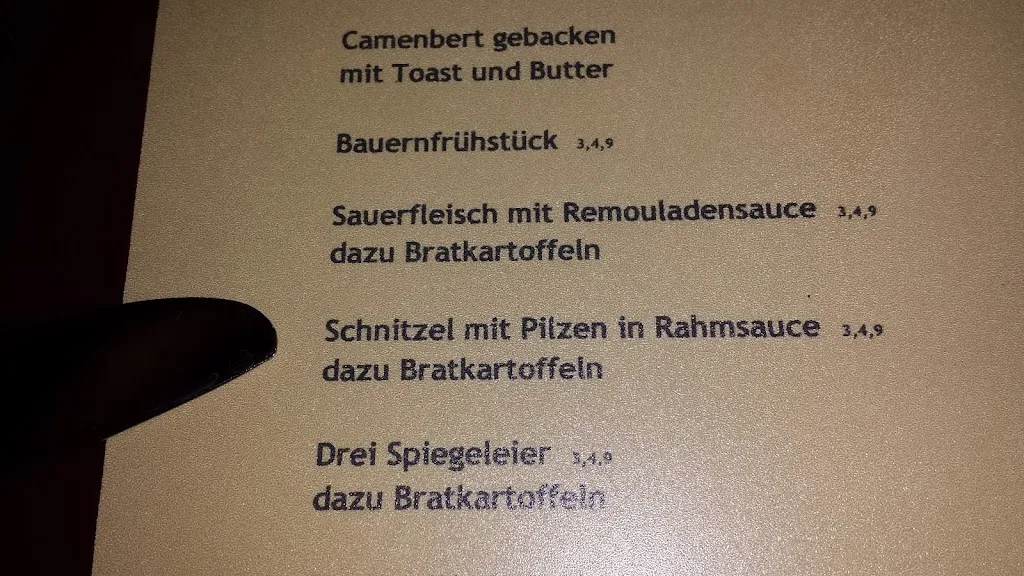 Camenbert gebacken
mit Toast und Butter
Bauernfrühstück 3,4,9
Sauerfleisch mit Remouladensauce 3,4,9
dazu Bratkartoffeln
Schnitzel mit Pilzen in Rahmsauce 3,4,9
dazu Bratkartoffeln
Drei Spiegeleier 3,4,9
dazu Bratkartoffeln